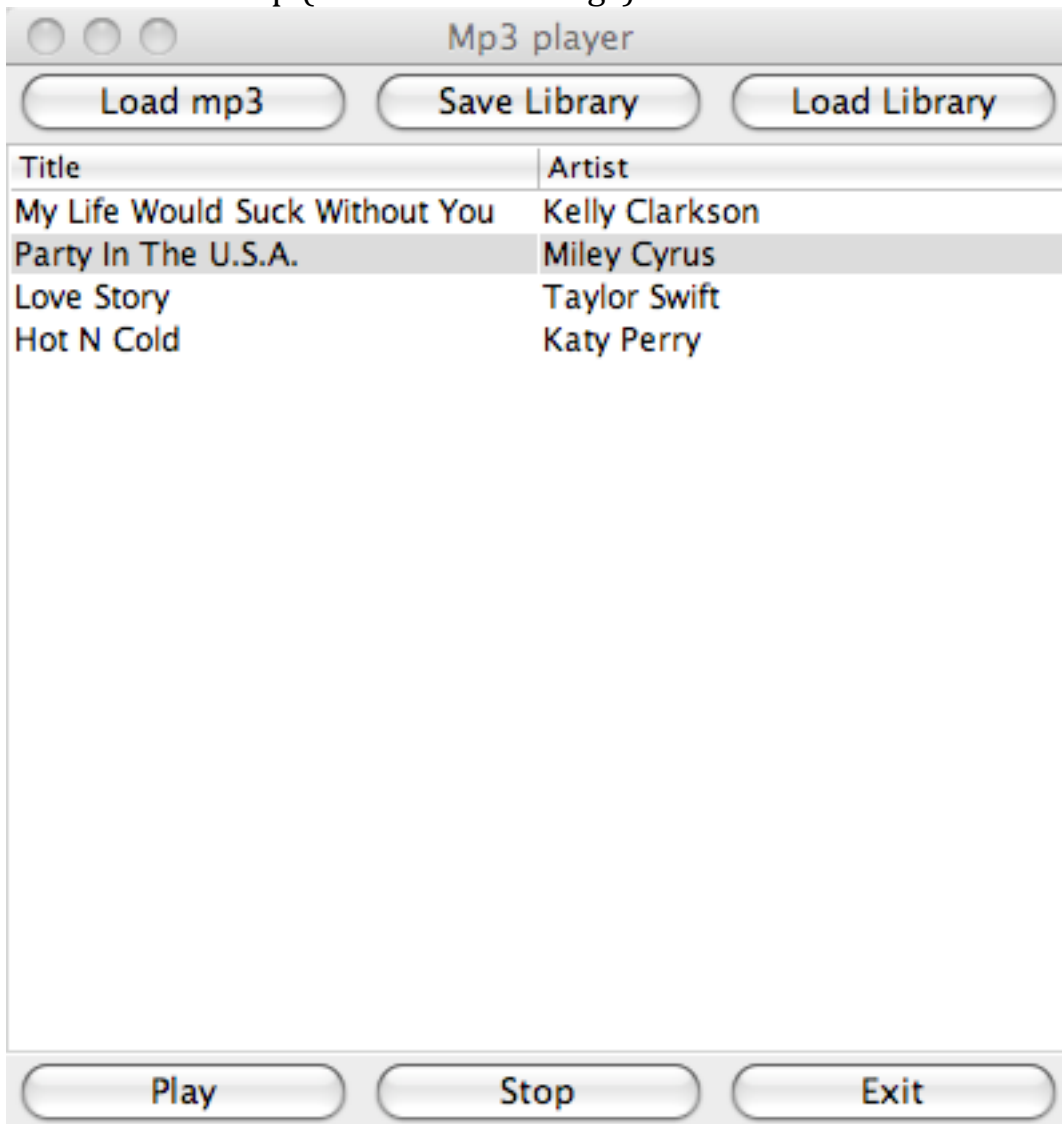 Mp3 player
Load mp3 Save Library Load Library
Title Artist
My Life Would Suck Without You Kelly Clarkson
Party In The U.S.A. Miley Cyrus
Love Story Taylor Swift
Hot N Cold Katy Perry
Play Stop Exit